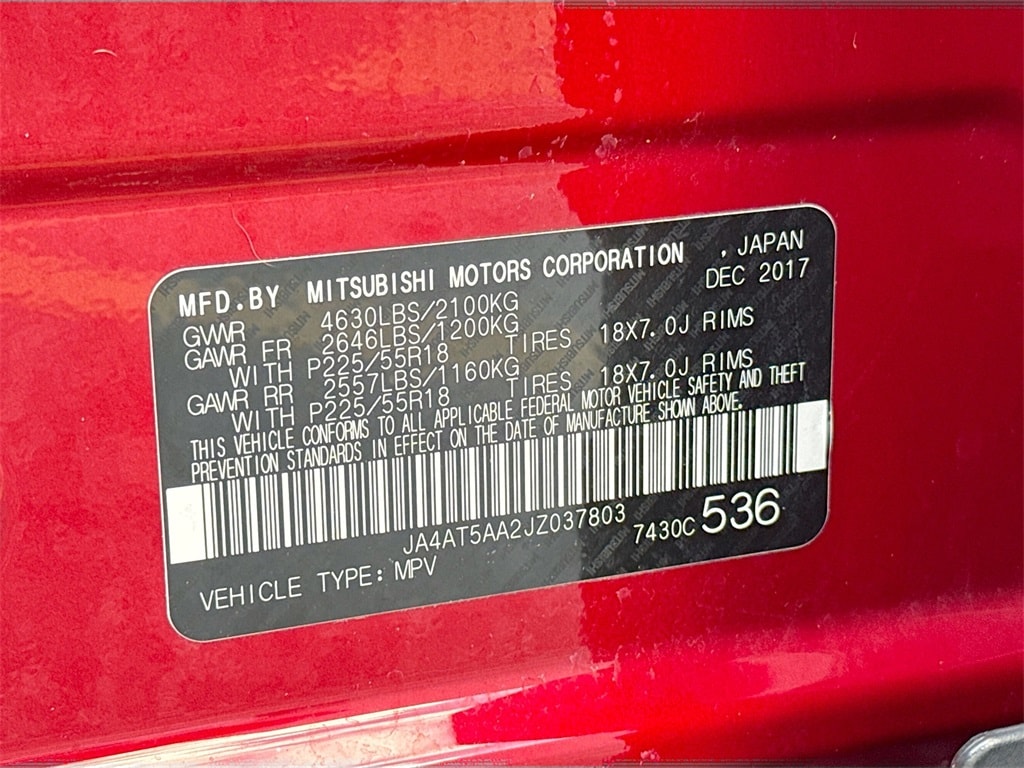 MFD.BY MITSUBISHI MOTORS CORPORATION , JAPAN
DEC 2017
GVWR 4630LBS/2100KG
GAWR FR 2646LBS/1200KG
WITH P225/55R18 TIRES 18X7.0J RIMS
GAWR RR 2557LBS/1160KG
WITH P225/55R18 TIRES 18X7.0J RIMS
THIS VEHICLE CONFORMS TO ALL APPLICABLE FEDERAL MOTOR VEHICLE SAFETY AND THEFT
PREVENTION STANDARDS IN EFFECT ON THE DATE OF MANUFACTURE SHOWN ABOVE.
JA4AT5AA2JZ037803 7430C 536
VEHICLE TYPE: MPV